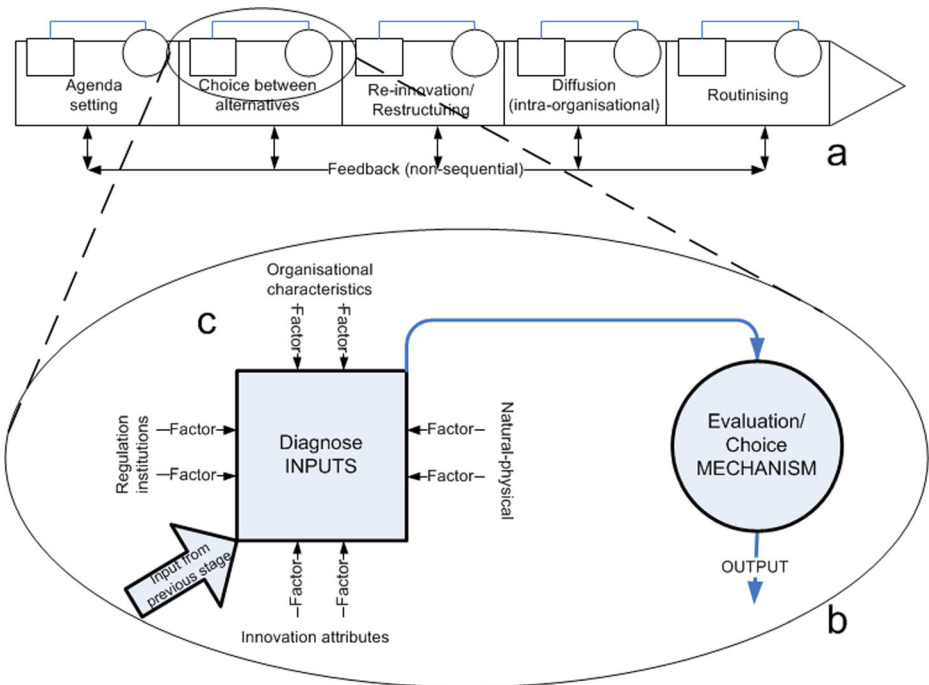 Agenda
setting
Choice between
alternatives
Re-innovation/
Restructuring
Diffusion
(intra-organisational)
Routinising
a
Feedback (non-sequential)
Organisational
characteristics
c
Factor
Factor
Regulation
institutions
Factor
Factor
Diagnose
INPUTS
Factor
Factor
Natural-physical
Evaluation/
Choice
MECHANISM
Input from
previous stage
Factor
Factor
Innovation attributes
OUTPUT
b